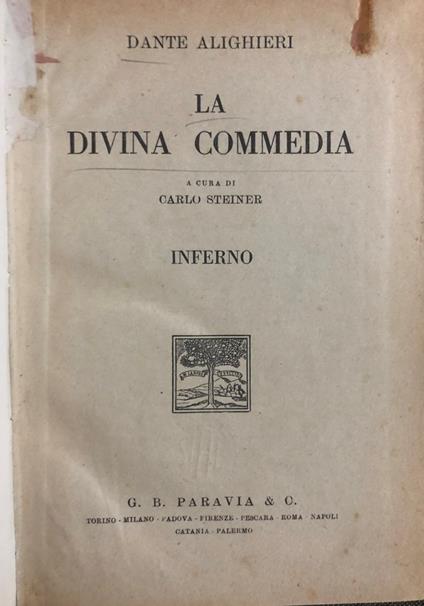 DANTE ALIGHIERI
LA
DIVINA COMMEDIA
A CURA DI
CARLO STEINER
INFERNO
G. B. PARAVIA & C.
TORINO - MILANO - PADOVA - FIRENZE - PESCARA - ROMA - NAPOLI
CATANIA - PALERMO